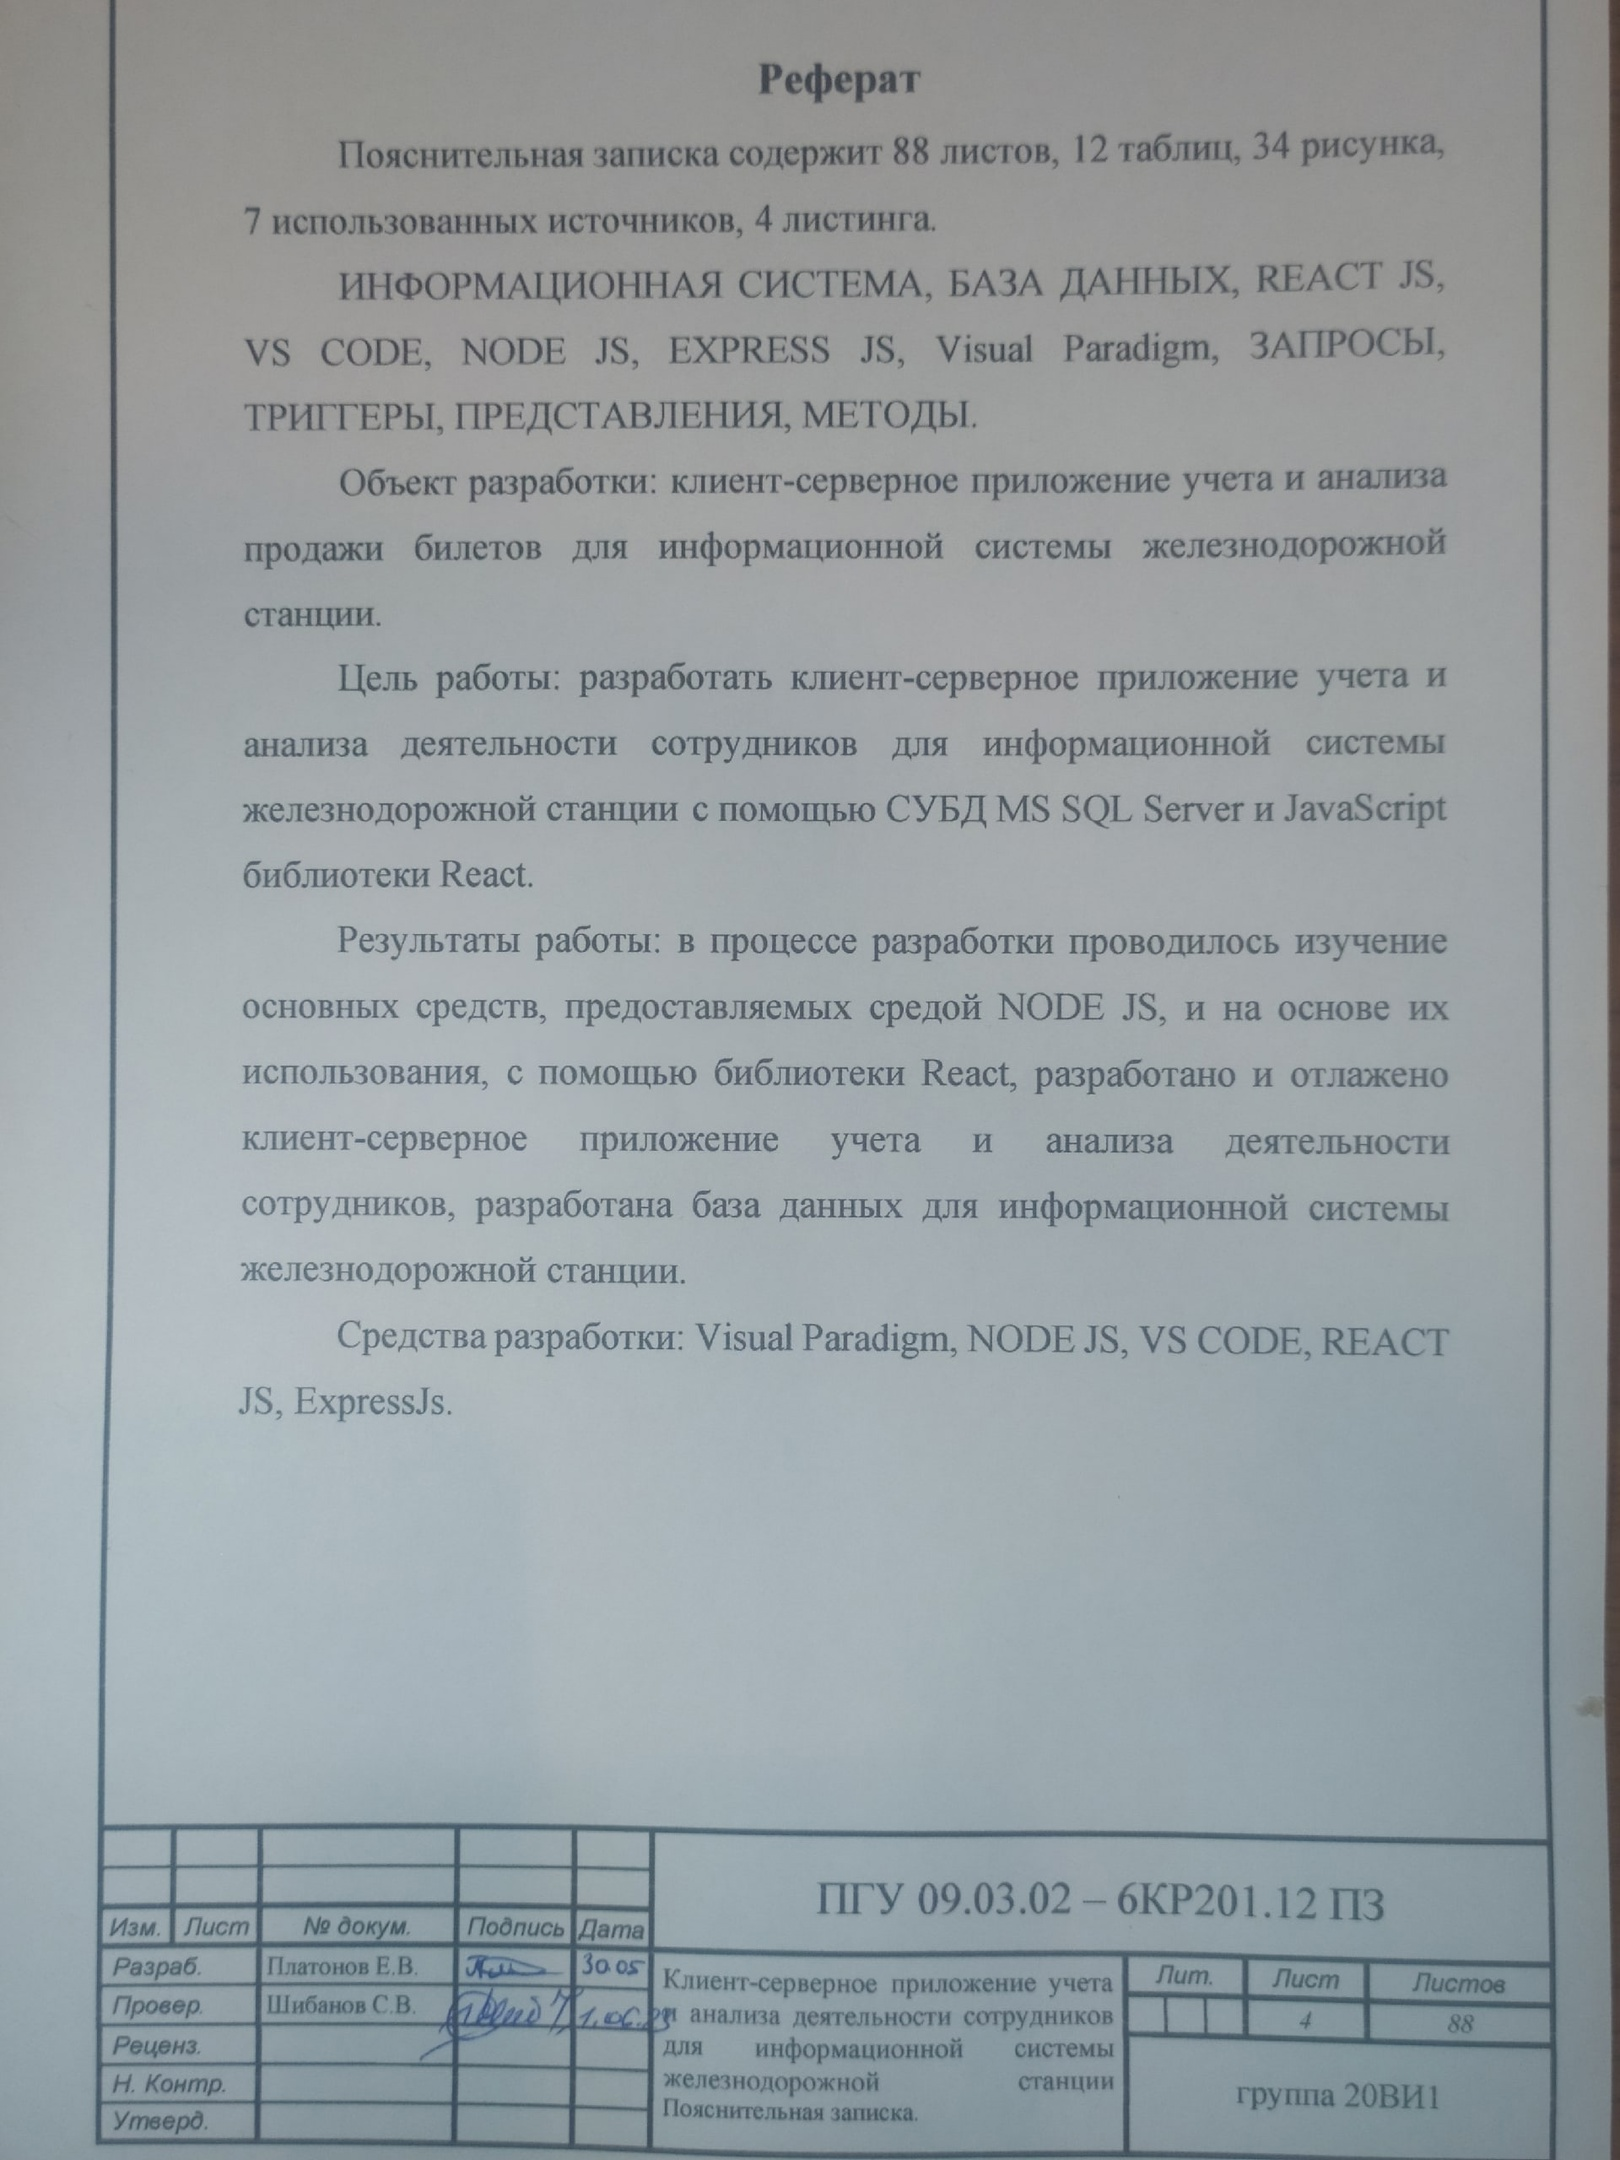 Реферат
Пояснительная записка содержит 88 листов, 12 таблиц, 34 рисунка,
7 использованных источников, 4 листинга.
ИНФОРМАЦИОННАЯ СИСТЕМА, БАЗА ДАННЫХ, REACT JS,
VS CODE, NODE JS, EXPRESS JS, Visual Paradigm, ЗАПРОСЫ,
ТРИГГЕРЫ, ПРЕДСТАВЛЕНИЯ, МЕТОДЫ.
Объект разработки: клиент-серверное приложение учета и анализа
продажи билетов для информационной системы железнодорожной
станции.
Цель работы: разработать клиент-серверное приложение учета и
анализа деятельности сотрудников для информационной системы
железнодорожной станции с помощью СУБД MS SQL Server и JavaScript
библиотеки React.
Результаты работы: в процессе разработки проводилось изучение
основных средств, предоставляемых средой NODE JS, и на основе их
использования, с помощью библиотеки React, разработано и отлажено
клиент-серверное приложение учета и анализа деятельности
сотрудников, разработана база данных для информационной системы
железнодорожной станции.
Средства разработки: Visual Paradigm, NODE JS, VS CODE, REACT
JS, ExpressJs.
ПГУ 09.03.02 – 6КР201.12 ПЗ
Изм. Лист № докум. Подпись Дата
Разраб. Платонов Е.В. 30.05
Провер. Шибанов С.В. 1.06.23
Реценз.
Н. Контр.
Утверд.
Клиент-серверное приложение учета
и анализа деятельности сотрудников
для информационной системы
железнодорожной станции
Пояснительная записка.
Лит. Лист Листов
4 88
группа 20ВИ1